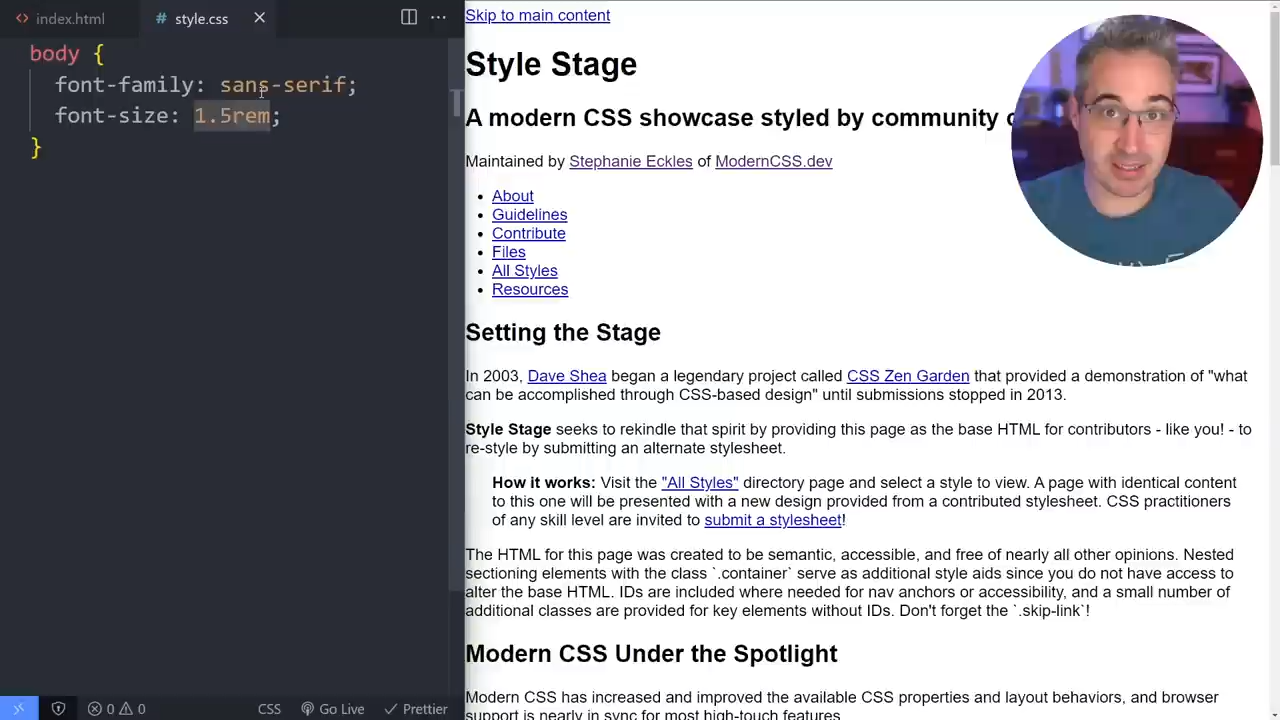 index.html
style.css
body {
font-family: sans-serif;
font-size: 1.5rem;
}
0 0
CSS
Go Live
Prettier
Skip to main content
Style Stage
A modern CSS showcase styled by community
Maintained by Stephanie Eckles of ModernCSS.dev
About
Guidelines
Contribute
Files
All Styles
Resources
Setting the Stage
In 2003, Dave Shea began a legendary project called CSS Zen Garden that provided a demonstration of "what
can be accomplished through CSS-based design" until submissions stopped in 2013.
Style Stage seeks to rekindle that spirit by providing this page as the base HTML for contributors - like you! - to
re-style by submitting an alternate stylesheet.
How it works: Visit the "All Styles" directory page and select a style to view. A page with identical content
to this one will be presented with a new design provided from a contributed stylesheet. CSS practitioners
of any skill level are invited to submit a stylesheet!
The HTML for this page was created to be semantic, accessible, and free of nearly all other opinions. Nested
sectioning elements with the class `.container` serve as additional style aids since you do not have access to
alter the base HTML. IDs are included where needed for nav anchors or accessibility, and a small number of
additional classes are provided for key elements without IDs. Don't forget the `.skip-link`!
Modern CSS Under the Spotlight
Modern CSS has increased and improved the available CSS properties and layout behaviors, and browser
support is nearly in sync for most high-touch features.